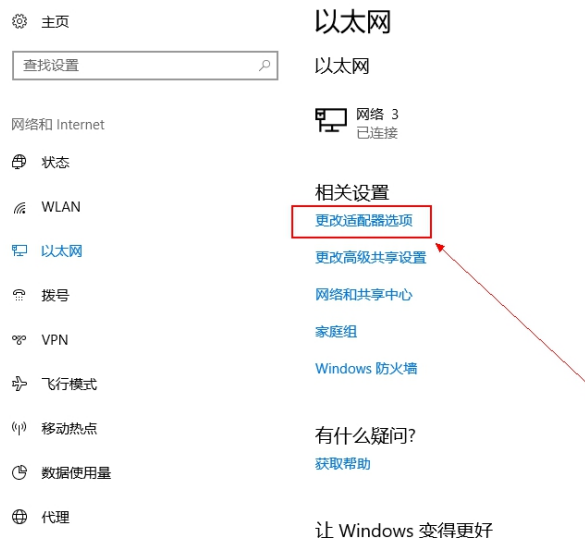 主页
查找设置
网络和 Internet
状态
WLAN
以太网
拨号
VPN
飞行模式
移动热点
数据使用量
代理
以太网
以太网
网络 3
已连接
相关设置
更改适配器选项
更改高级共享设置
网络和共享中心
家庭组
Windows 防火墙
有什么疑问?
获取帮助
让 Windows 变得更好